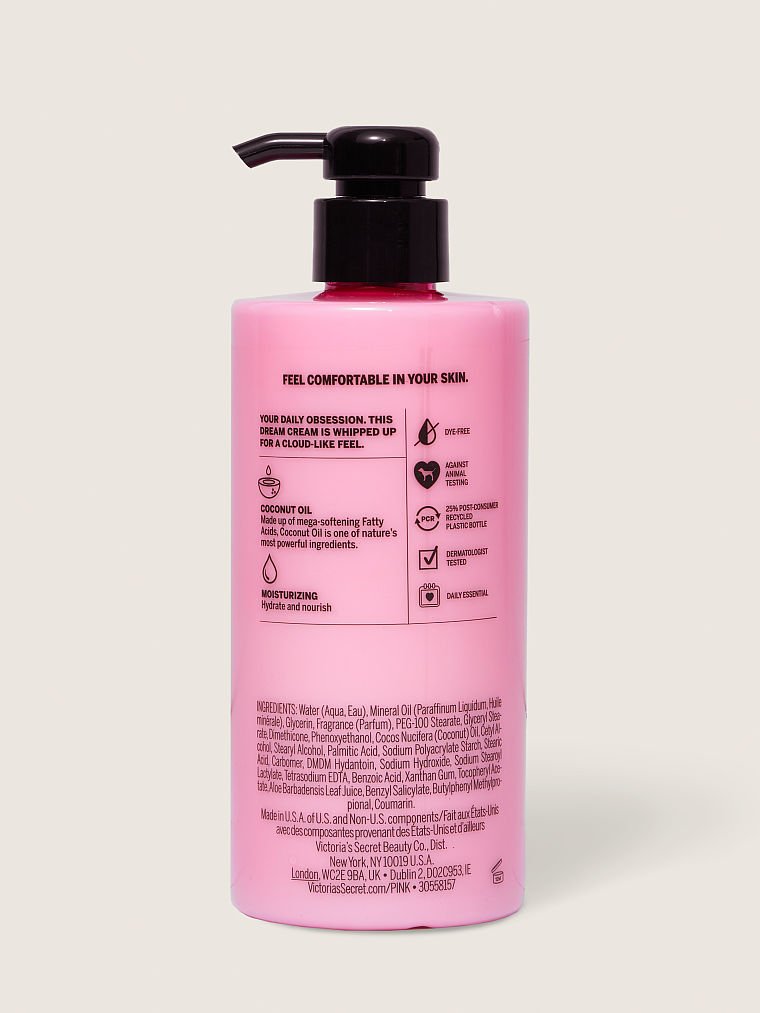 FEEL COMFORTABLE IN YOUR SKIN.
YOUR DAILY OBSESSION. THIS
DREAM CREAM IS WHIPPED UP
FOR A CLOUD-LIKE FEEL.
COCONUT OIL
Made up of mega-softening Fatty
Acids, Coconut Oil is one of nature's
most powerful ingredients.
MOISTURIZING
Hydrate and nourish
DYE-FREE
AGAINST
ANIMAL
TESTING
PCR
25% POST-CONSUMER
RECYCLED
PLASTIC BOTTLE
DERMATOLOGIST
TESTED
DAILY ESSENTIAL
INGREDIENTS: Water (Aqua, Eau), Mineral Oil (Paraffinum Liquidum, Huile
minérale), Glycerin, Fragrance (Parfum), PEG-100 Stearate, Glyceryl Stea-
rate, Dimethicone, Phenoxyethanol, Cocos Nucifera (Coconut) Oil, Cetyl Al-
cohol, Stearyl Alcohol, Palmitic Acid, Sodium Polyacrylate Starch, Stearic
Acid, Carbomer, DMDM Hydantoin, Sodium Hydroxide, Sodium Stearoyl
Lactylate, Tetrasodium EDTA, Benzoic Acid, Xanthan Gum, Tocopheryl Ace-
tate, Aloe Barbadensis Leaf Juice, Benzyl Salicylate, Butylphenyl Methylpro-
pional, Coumarin.
Made in U.S.A. of U.S. and Non-U.S. components/Fait aux États-Unis
avec des composantes provenant des États-Unis et d'ailleurs
Victoria's Secret Beauty Co., Dist.
New York, NY 10019 U.S.A.
London, WC2E 9BA, UK • Dublin 2, D02C953, IE
VictoriasSecret.com/PINK • 30558157